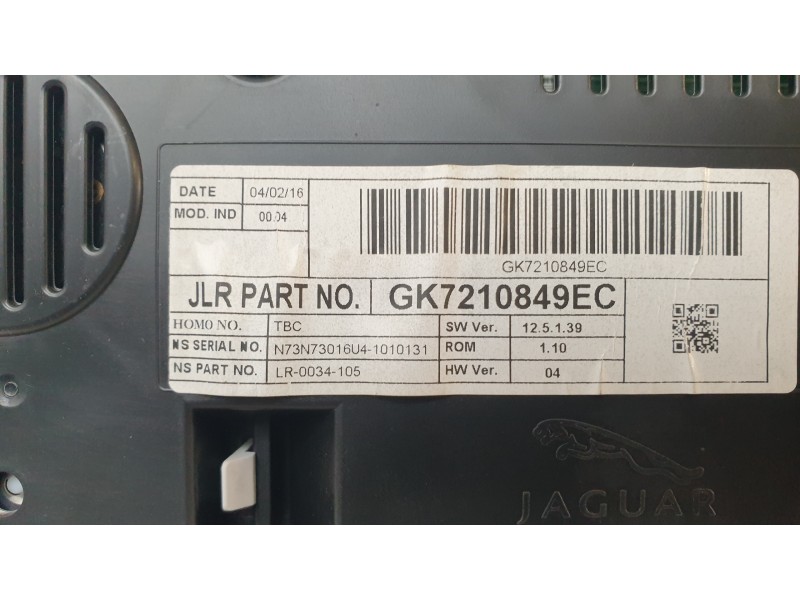 DATE 04/02/16
MOD. IND 00.04
GK7210849EC
JLR PART NO. GK7210849EC
HOMO NO. TBC SW Ver. 12.5.1.39
NS SERIAL NO. N73N73016U4-1010131 ROM 1.10
NS PART NO. LR-0034-105 HW Ver. 04
JAGUAR